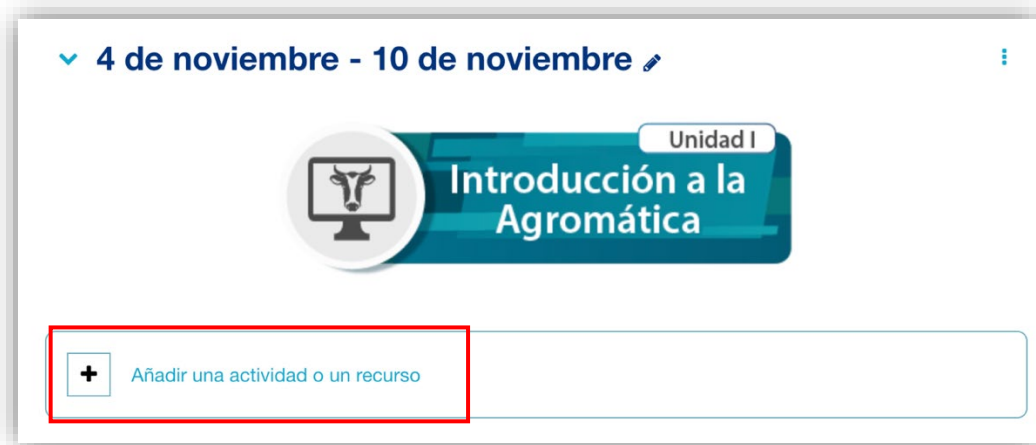 4 de noviembre - 10 de noviembre
Unidad I
Introducción a la
Agromática
Añadir una actividad o un recurso